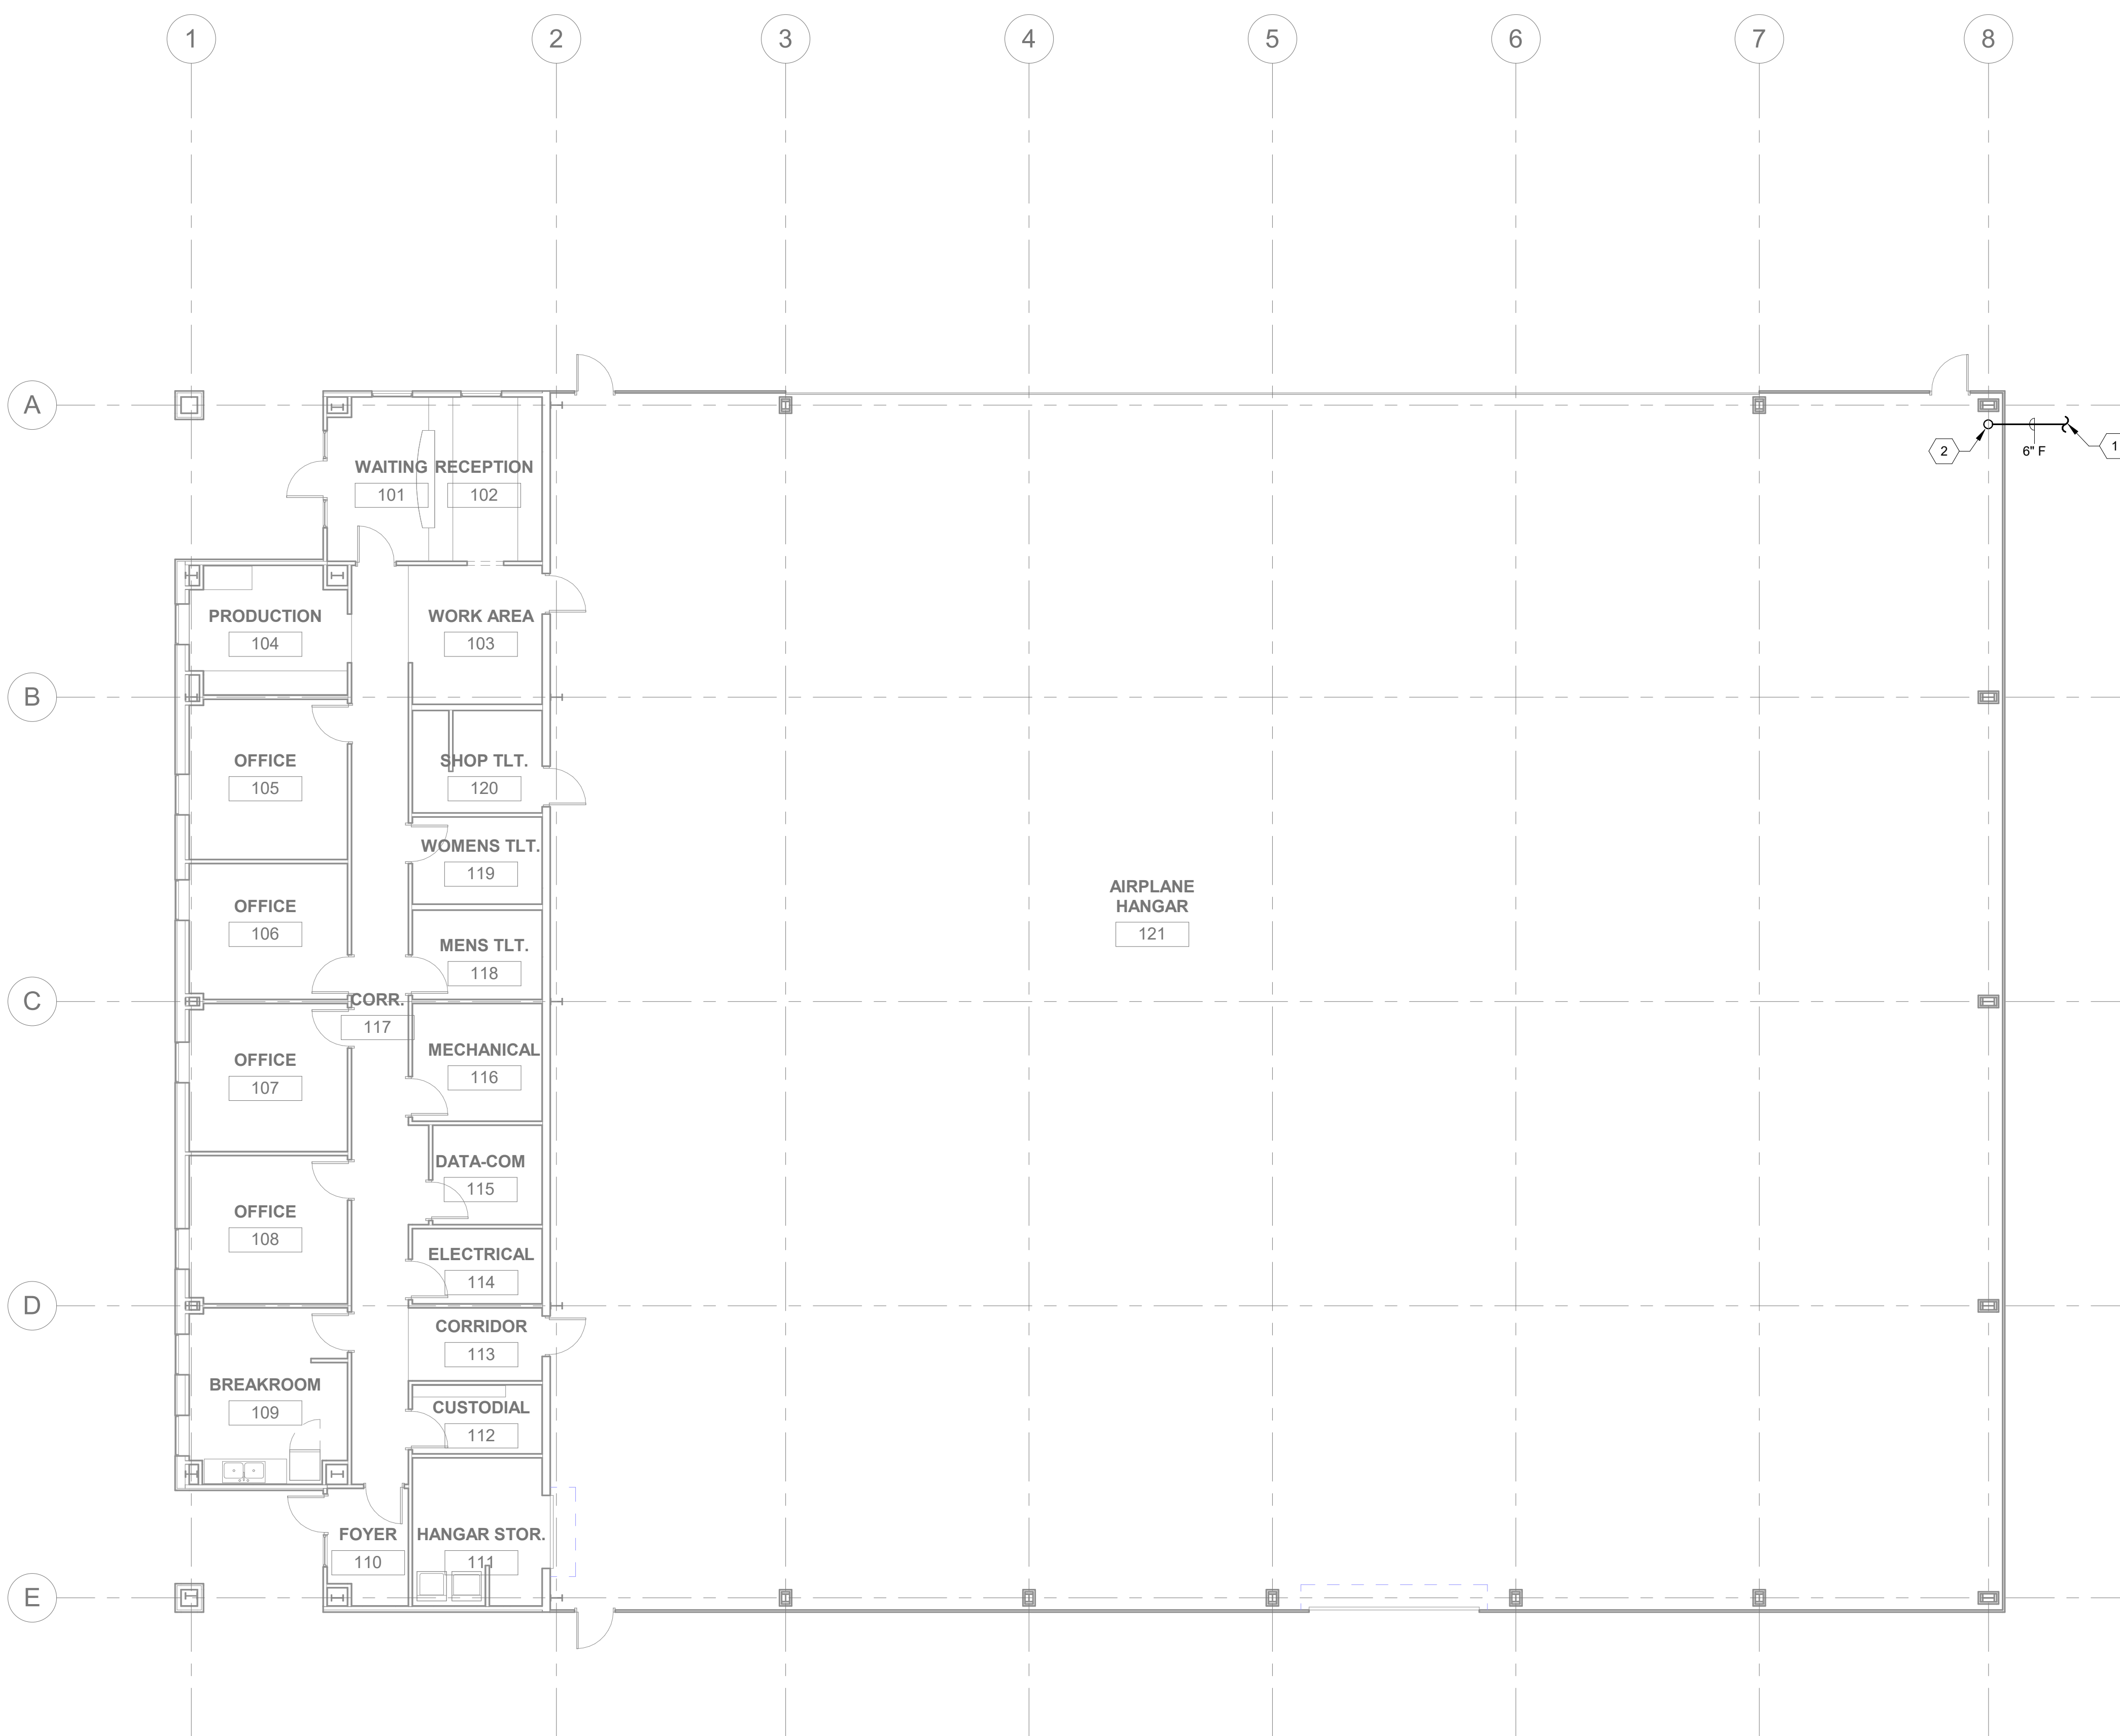 1 2 3 4 5 6 7 8
A
2 6" F 1
WAITING RECEPTION
101 102
PRODUCTION WORK AREA
104 103
B
OFFICE SHOP TLT.
105 120
WOMENS TLT.
119
AIRPLANE
HANGAR
121
OFFICE
106
MENS TLT.
118
C
CORR.
117
OFFICE MECHANICAL
107 116
DATA-COM
115
OFFICE
108
ELECTRICAL
114
D
CORRIDOR
113
BREAKROOM
109
CUSTODIAL
112
FOYER HANGAR STOR.
110 111
E